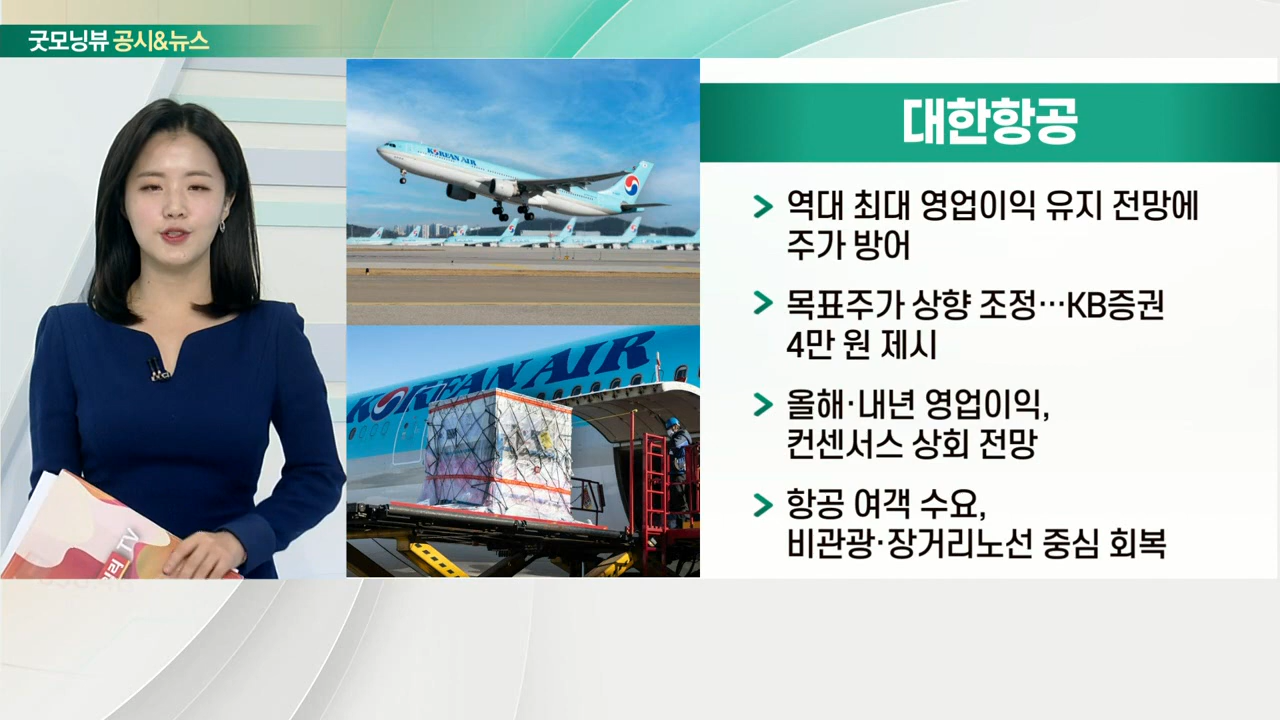 굿모닝뷰 공시&뉴스
대한항공
역대 최대 영업이익 유지 전망에
주가 방어
목표주가 상향 조정…KB증권
4만 원 제시
올해·내년 영업이익,
컨센서스 상회 전망
항공 여객 수요,
비관광·장거리노선 중심 회복
KOREAN AIR
KOREAN AIR
TV